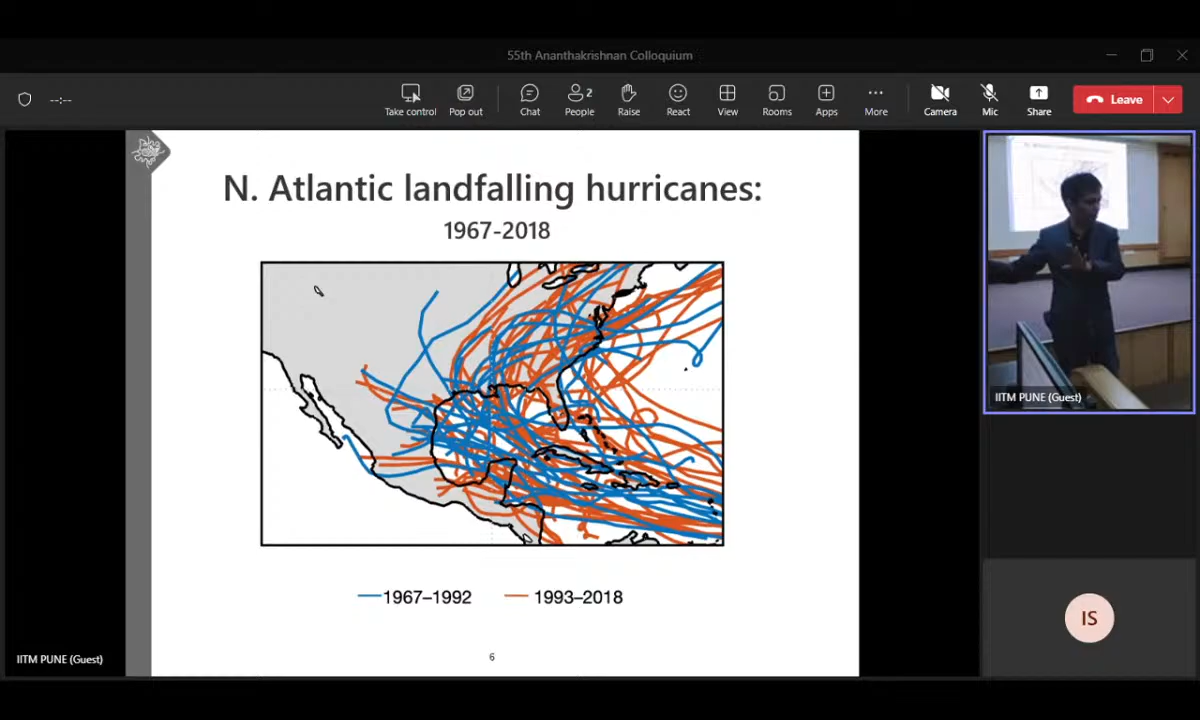 55th Ananthakrishnan Colloquium
--:--
Take control
Pop out
Chat
People
2
Raise
React
View
Rooms
Apps
More
Camera
Mic
Share
Leave
N. Atlantic landfalling hurricanes:
1967-2018
1967–1992
1993–2018
6
IITM PUNE (Guest)
IITM PUNE (Guest)
IS